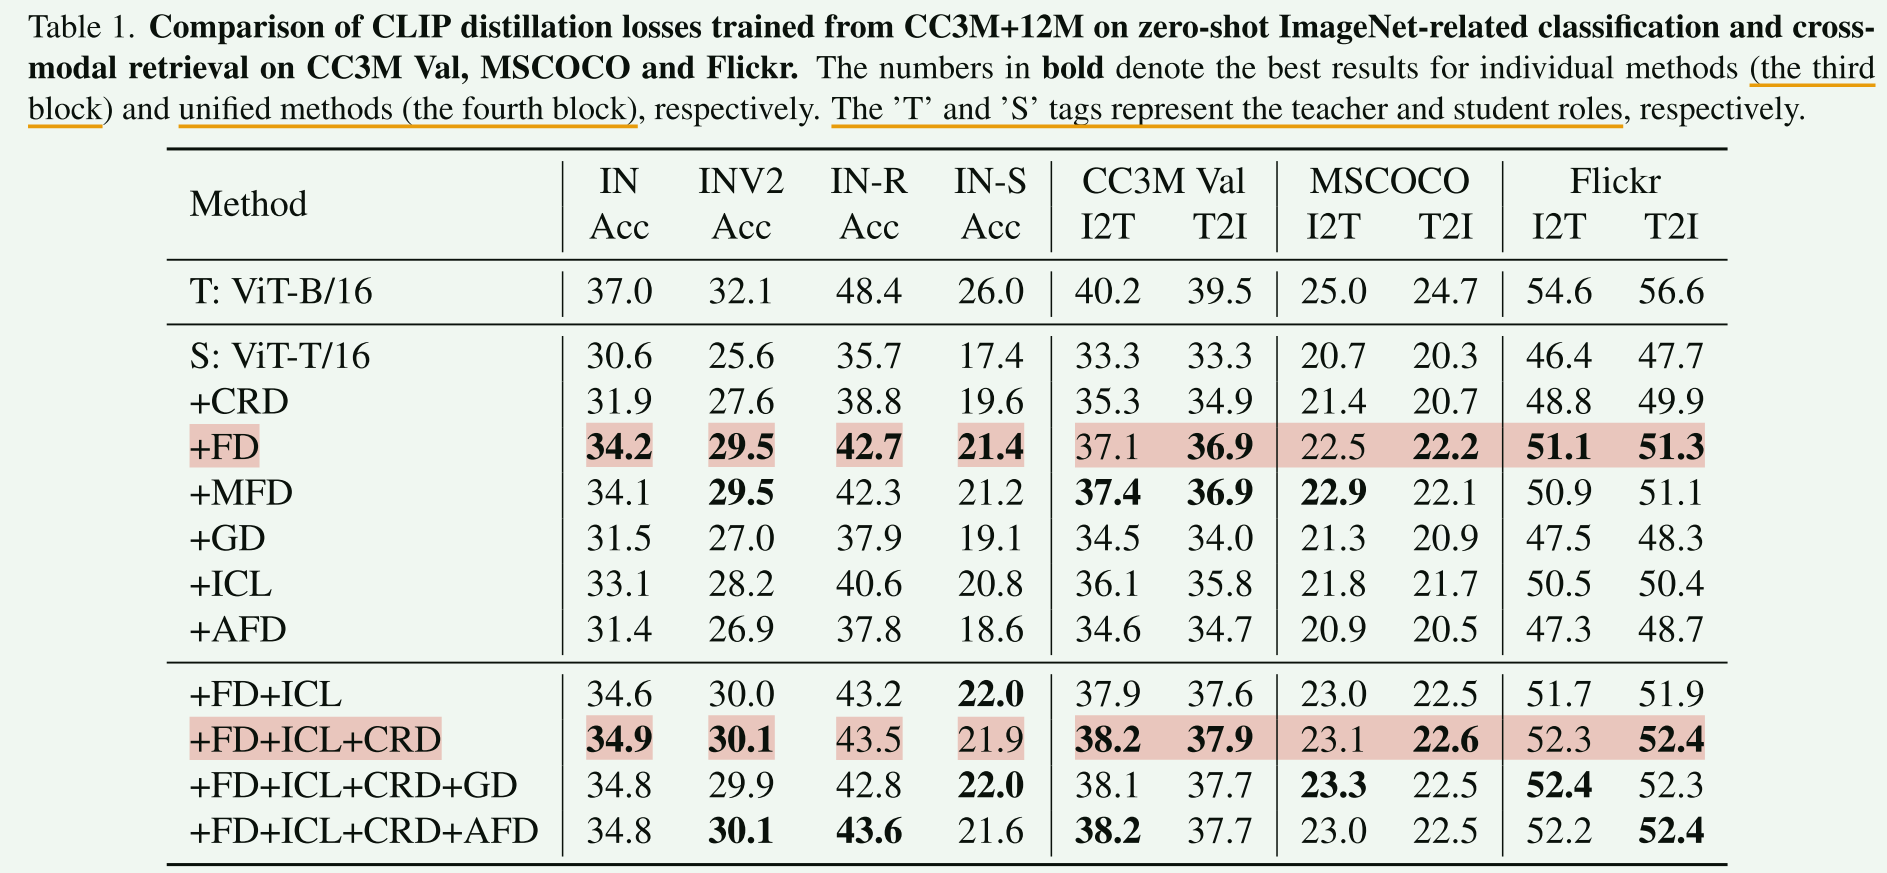 Table 1. Comparison of CLIP distillation losses trained from CC3M+12M on zero-shot ImageNet-related classification and cross-
modal retrieval on CC3M Val, MSCOCO and Flickr. The numbers in bold denote the best results for individual methods (the third
block) and unified methods (the fourth block), respectively. The 'T' and 'S' tags represent the teacher and student roles, respectively.
Method IN INV2 IN-R IN-S CC3M Val MSCOCO Flickr
Acc Acc Acc Acc I2T T2I I2T T2I I2T T2I
T: ViT-B/16 37.0 32.1 48.4 26.0 40.2 39.5 25.0 24.7 54.6 56.6
S: ViT-T/16 30.6 25.6 35.7 17.4 33.3 33.3 20.7 20.3 46.4 47.7
+CRD 31.9 27.6 38.8 19.6 35.3 34.9 21.4 20.7 48.8 49.9
+FD 34.2 29.5 42.7 21.4 37.1 36.9 22.5 22.2 51.1 51.3
+MFD 34.1 29.5 42.3 21.2 37.4 36.9 22.9 22.1 50.9 51.1
+GD 31.5 27.0 37.9 19.1 34.5 34.0 21.3 20.9 47.5 48.3
+ICL 33.1 28.2 40.6 20.8 36.1 35.8 21.8 21.7 50.5 50.4
+AFD 31.4 26.9 37.8 18.6 34.6 34.7 20.9 20.5 47.3 48.7
+FD+ICL 34.6 30.0 43.2 22.0 37.9 37.6 23.0 22.5 51.7 51.9
+FD+ICL+CRD 34.9 30.1 43.5 21.9 38.2 37.9 23.1 22.6 52.3 52.4
+FD+ICL+CRD+GD 34.8 29.9 42.8 22.0 38.1 37.7 23.3 22.5 52.4 52.3
+FD+ICL+CRD+AFD 34.8 30.1 43.6 21.6 38.2 37.7 23.0 22.5 52.2 52.4